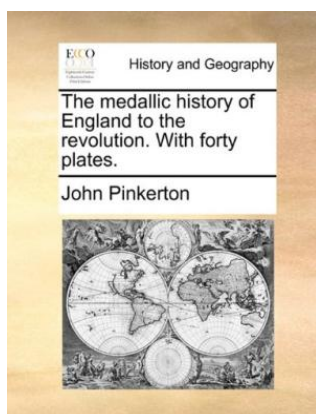 ECCO
History and Geography
The medallic history of
England to the
revolution. With forty
plates.
John Pinkerton